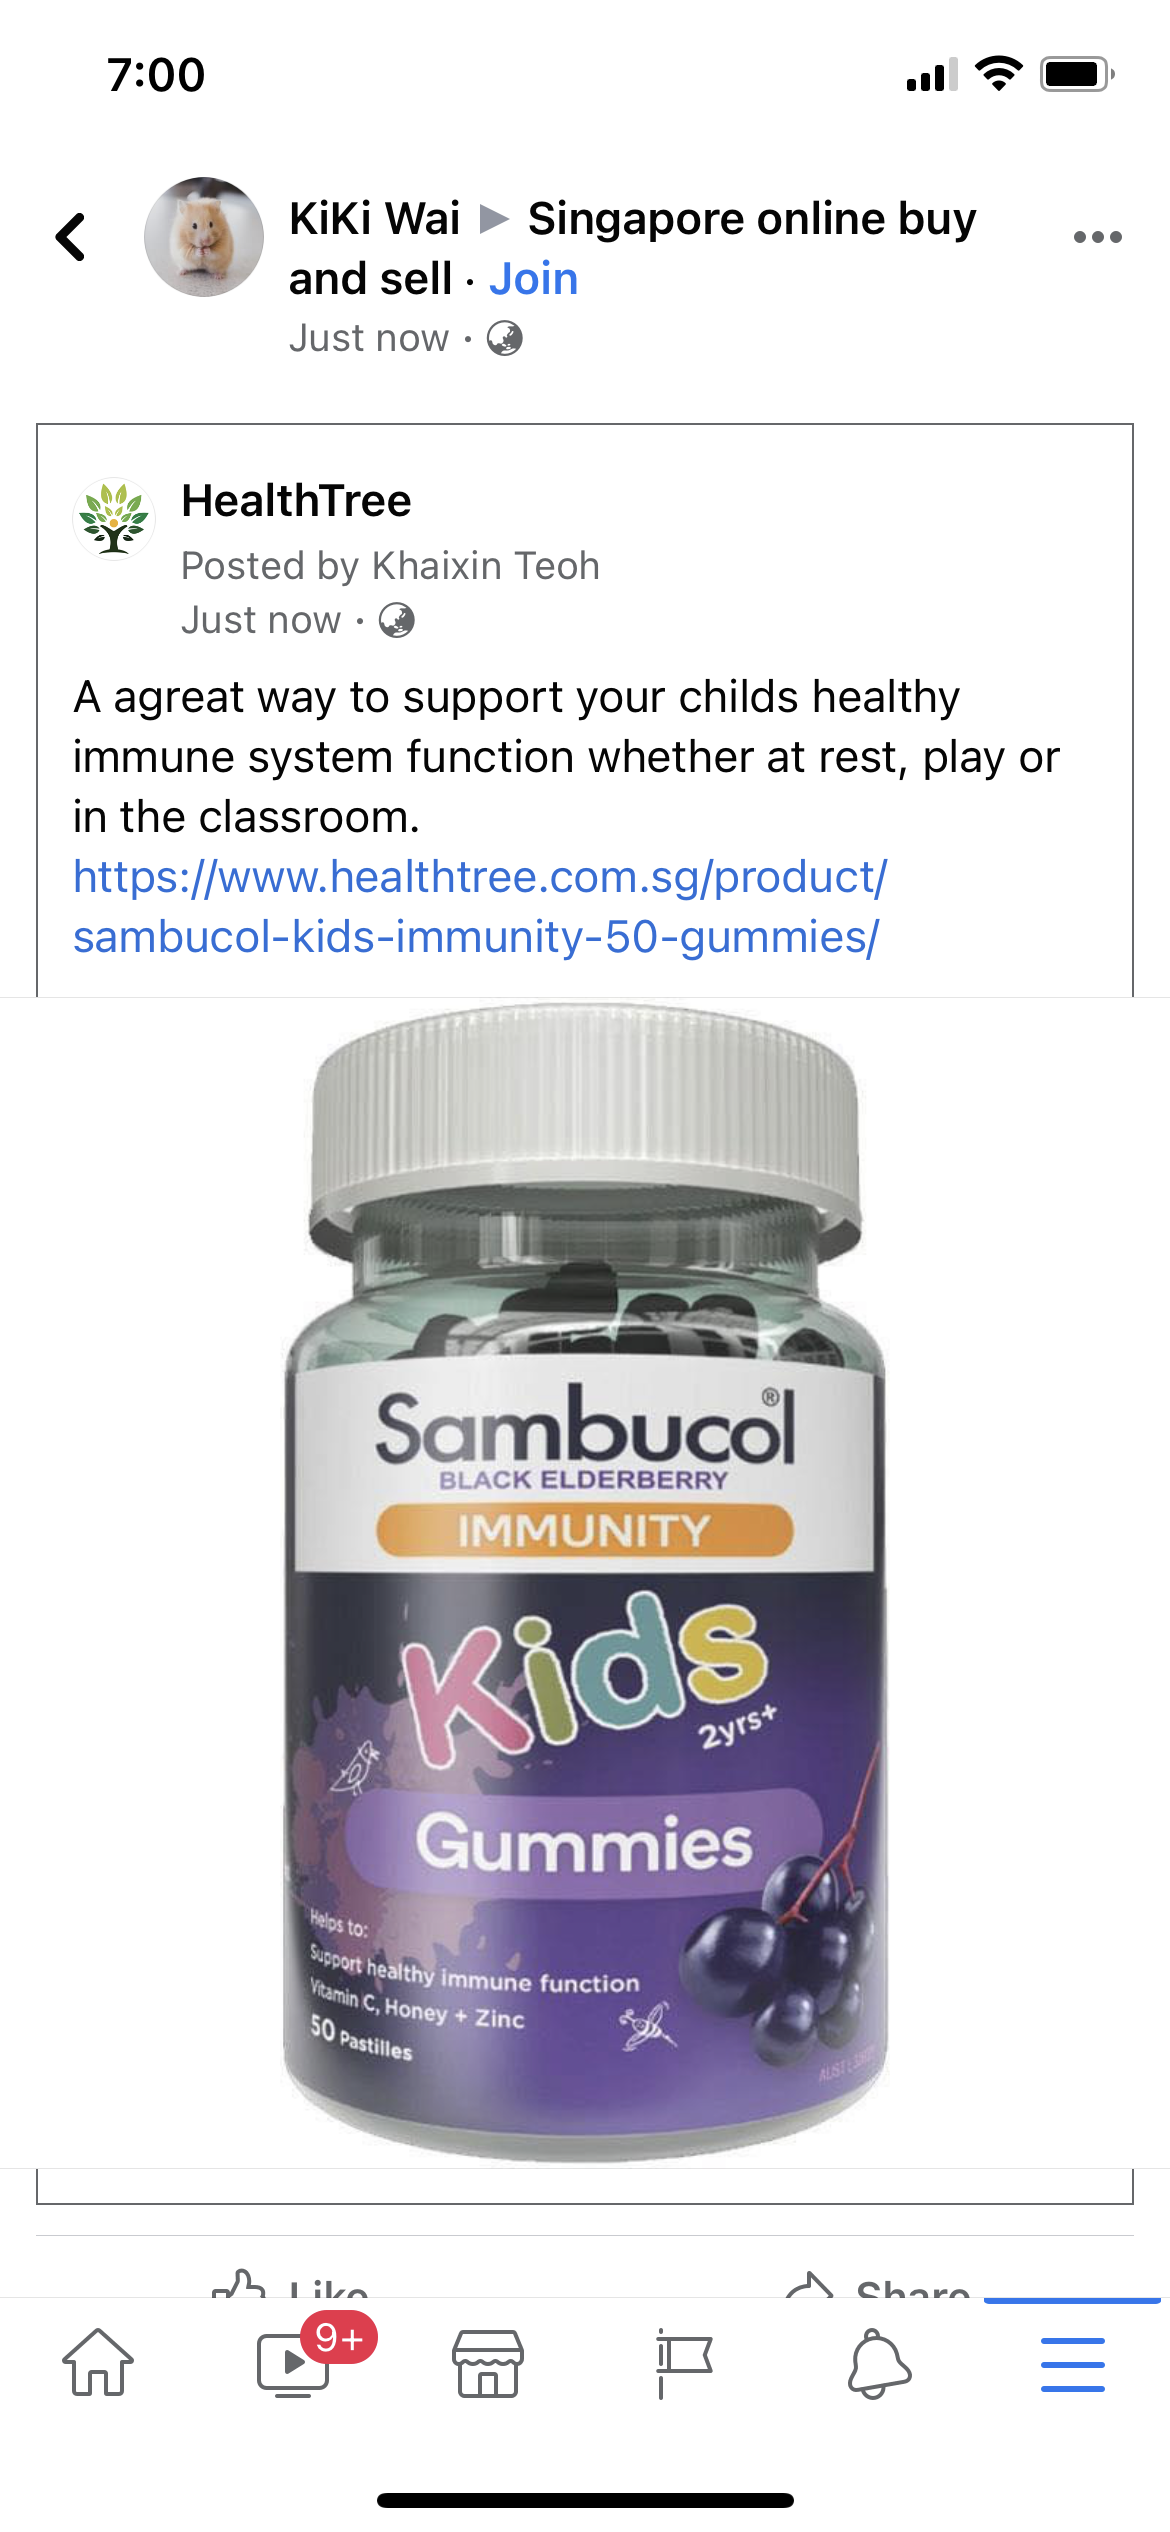 7:00
KiKi Wai ▶ Singapore online buy
and sell · Join
Just now ·
HealthTree
Posted by Khaixin Teoh
Just now ·
A agreat way to support your childs healthy
immune system function whether at rest, play or
in the classroom.
https://www.healthtree.com.sg/product/
sambucol-kids-immunity-50-gummies/
Sambucol®
BLACK ELDERBERRY
IMMUNITY
Kids
2yrs+
Gummies
Helps to:
Support healthy immune function
Vitamin C, Honey + Zinc
50 Pastilles
AUST L
Like
Share
9+